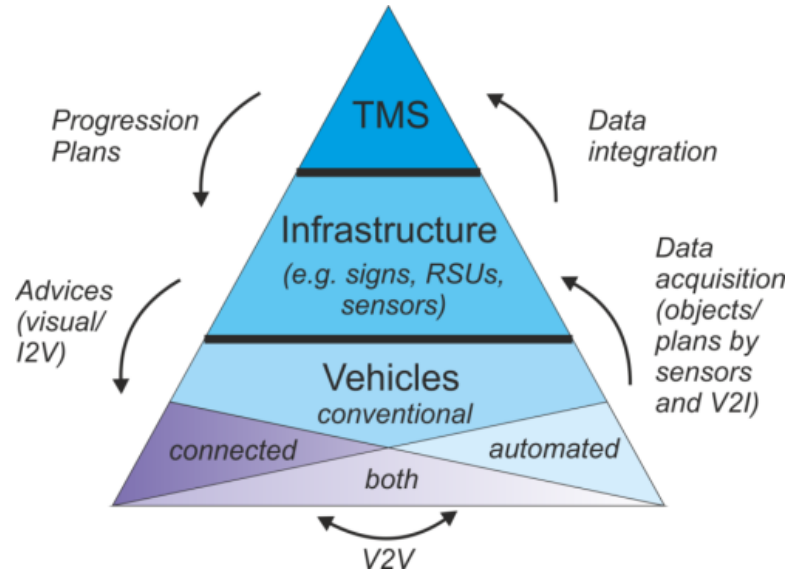 TMS
Progression
Plans
Data
integration
Infrastructure
(e.g. signs, RSUs,
sensors)
Advices
(visual/
I2V)
Data
acquisition
(objects/
plans by
sensors
and V2I)
Vehicles
conventional
connected
automated
both
V2V